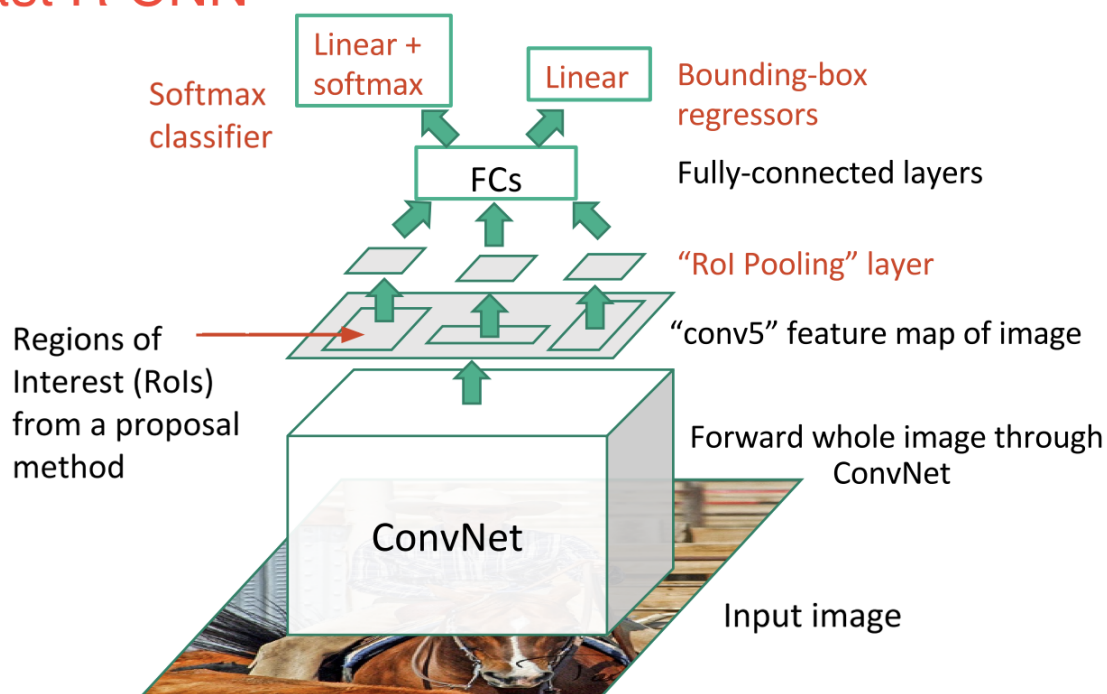 R-CNN
Linear +
softmax
Linear
Softmax
classifier
Bounding-box
regressors
FCs
Fully-connected layers
“RoI Pooling” layer
Regions of
Interest (RoIs)
from a proposal
method
“conv5” feature map of image
Forward whole image through
ConvNet
ConvNet
Input image